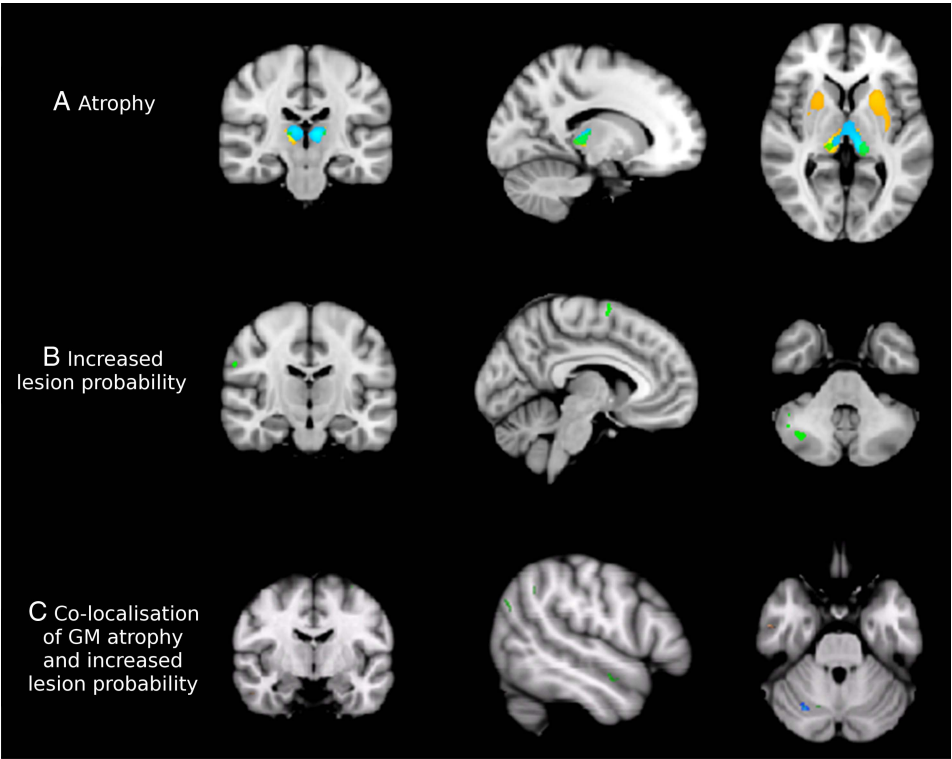 A Atrophy
B Increased
lesion probability
C Co-localisation
of GM atrophy
and increased
lesion probability